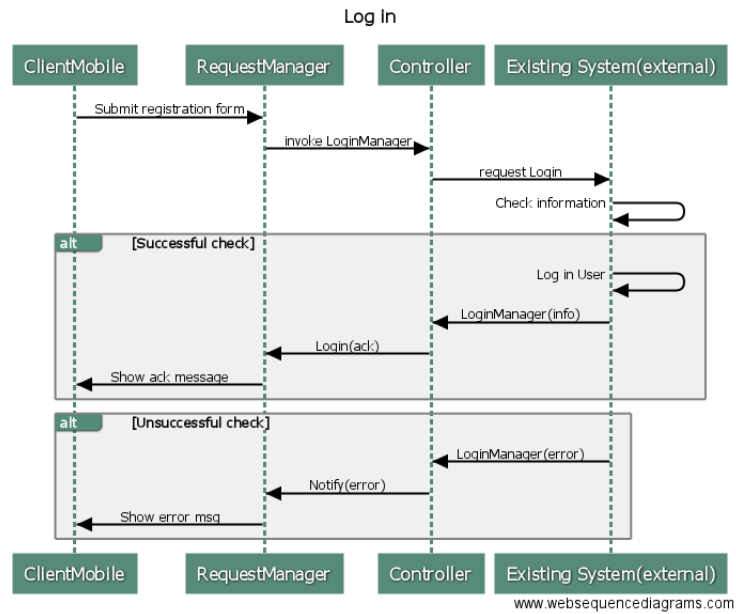 Log in
ClientMobile RequestManager Controller Existing System(external)
Submit registration form
invoke LoginManager
request Login
Check information
alt [Successful check]
Log in User
LoginManager(info)
Login(ack)
Show ack message
alt [Unsuccessful check]
LoginManager(error)
Notify(error)
Show error msg
ClientMobile RequestManager Controller Existing System(external)
www.websequencediagrams.com